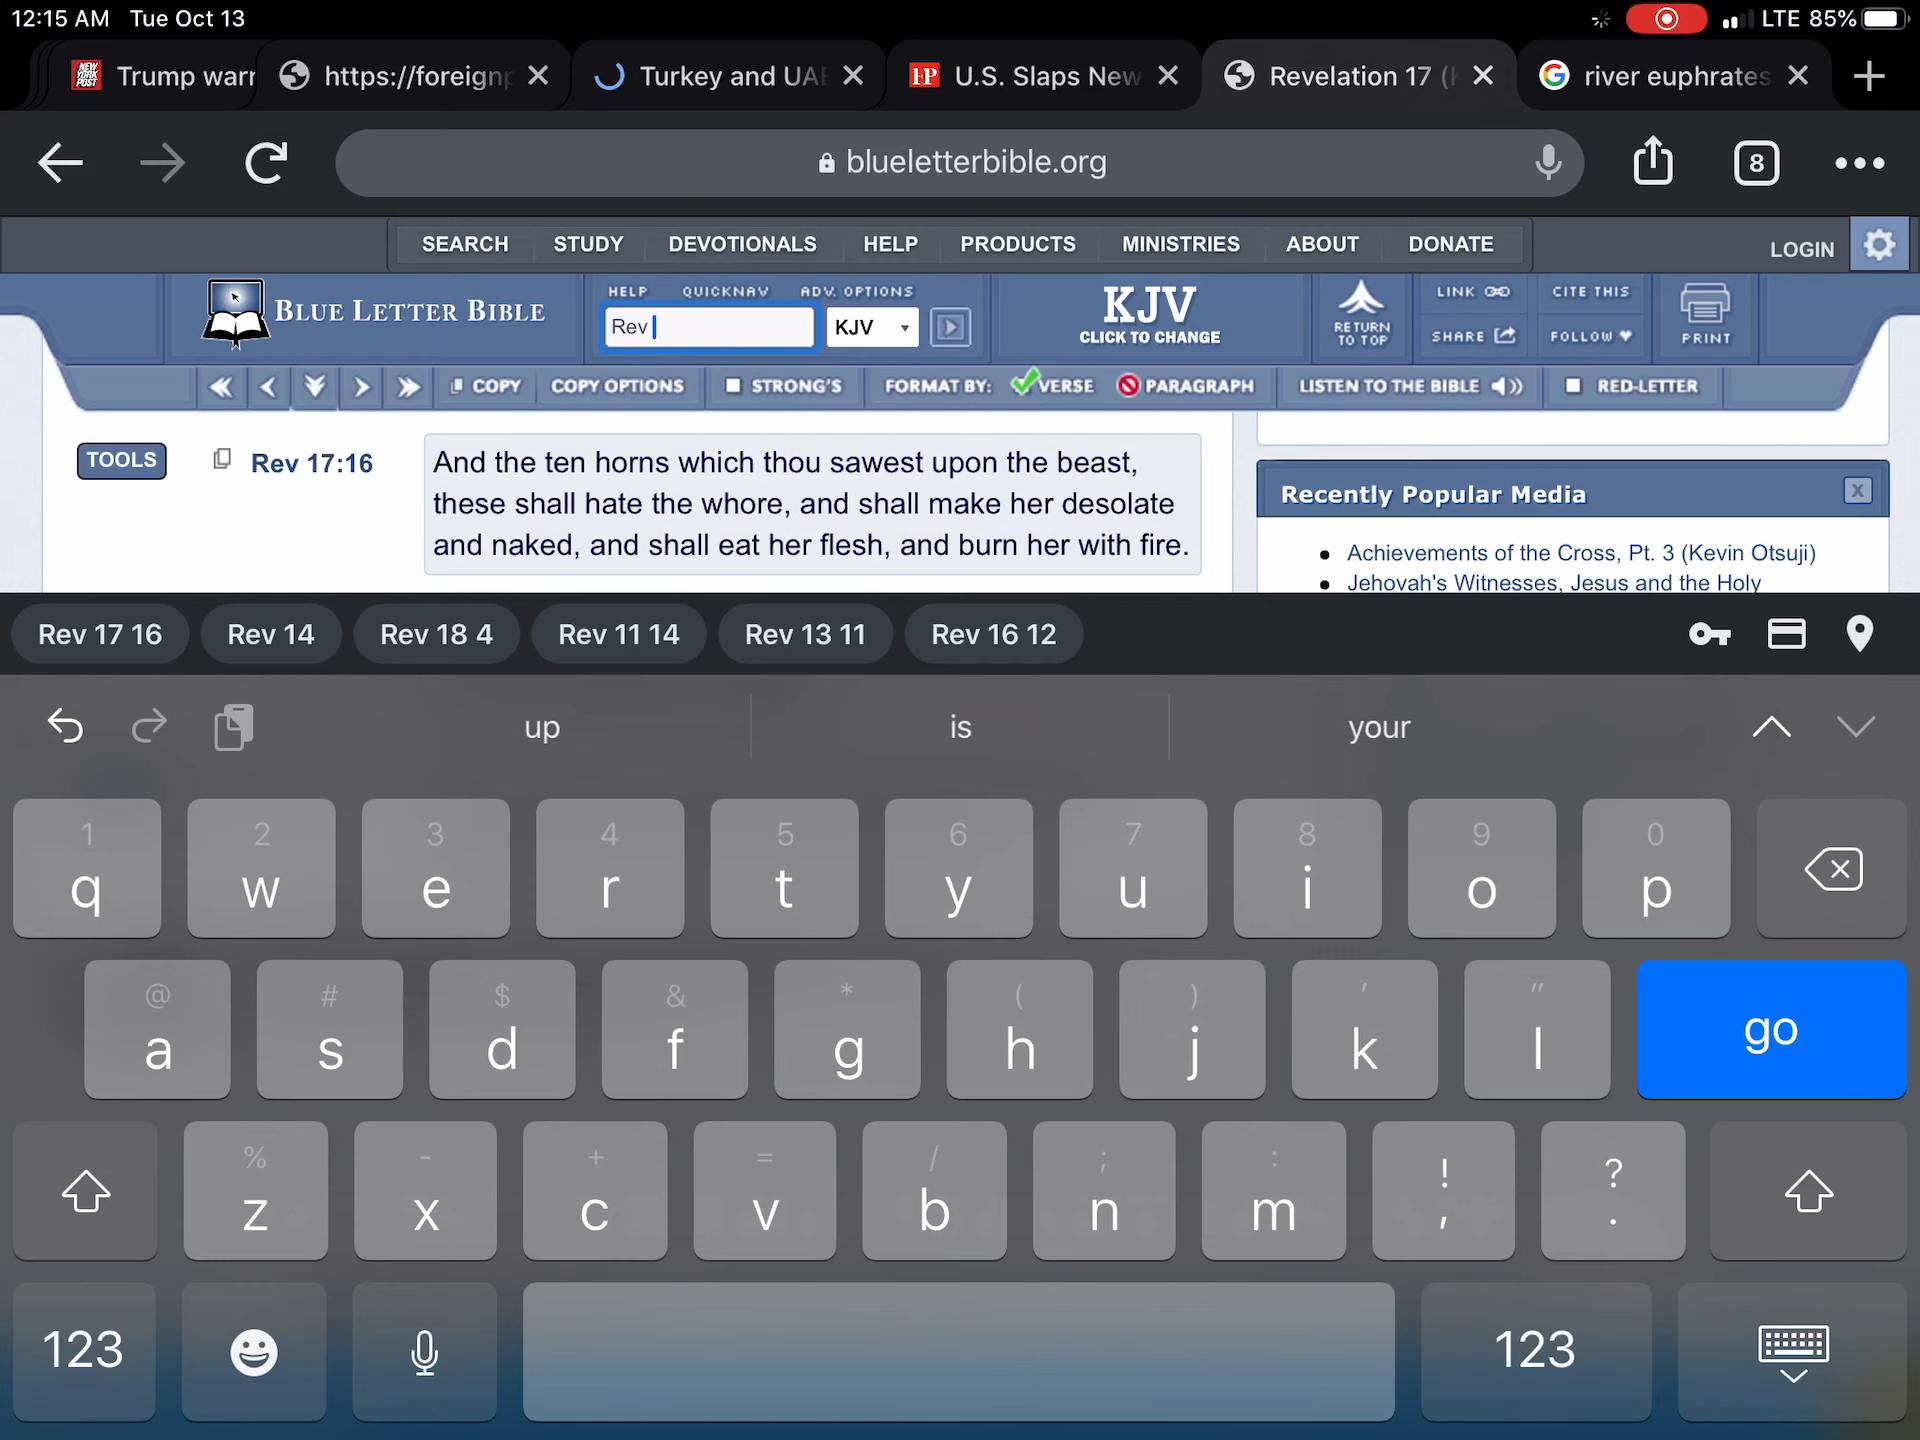 12:15 AM Tue Oct 13
LTE 85%
Trump warr
https://foreignp
Turkey and UAE
FP U.S. Slaps New
Revelation 17 (
river euphrates
blueletterbible.org
8
SEARCH STUDY DEVOTIONALS HELP PRODUCTS MINISTRIES ABOUT DONATE LOGIN
BLUE LETTER BIBLE
HELP QUICKNAV ADV. OPTIONS
Rev KJV
KJV
CLICK TO CHANGE
RETURN
TO TOP
LINK CITE THIS
SHARE FOLLOW
PRINT
COPY COPY OPTIONS STRONG'S FORMAT BY: VERSE PARAGRAPH LISTEN TO THE BIBLE RED-LETTER
TOOLS Rev 17:16
And the ten horns which thou sawest upon the beast,
these shall hate the whore, and shall make her desolate
and naked, and shall eat her flesh, and burn her with fire.
Recently Popular Media X
• Achievements of the Cross, Pt. 3 (Kevin Otsuji)
• Jehovah's Witnesses, Jesus and the Holy
Rev 17 16 Rev 14 Rev 18 4 Rev 11 14 Rev 13 11 Rev 16 12
up is your
1 2 3 4 5 6 7 8 9 0
q w e r t y u i o p
@ # $ & * ( ) ' "
a s d f g h j k l go
% - + = / ; : ! ?
z x c v b n m , .
123 123